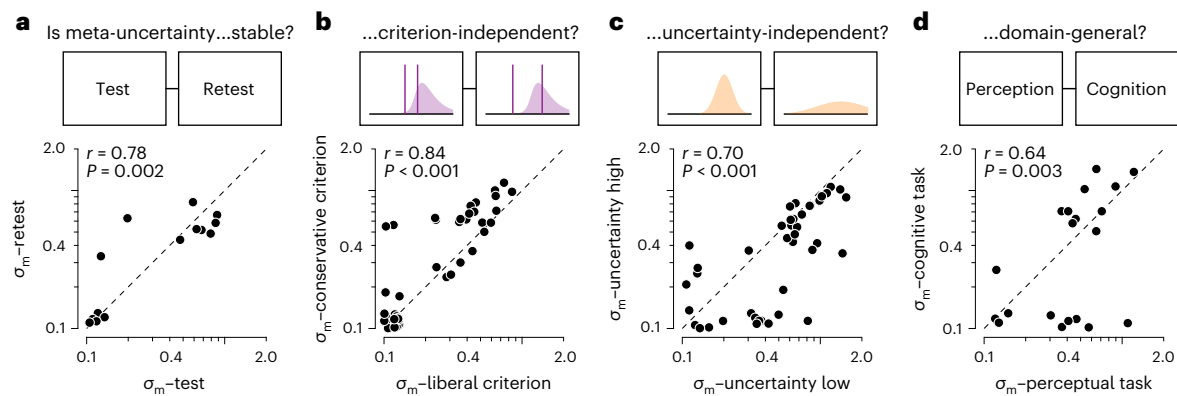 a
Is meta-uncertainty...stable?
Test
Retest
r = 0.78
P = 0.002
2.0
0.4
0.1
σm–retest
0.1
0.4
2.0
σm–test
b
...criterion-independent?
r = 0.84
P < 0.001
2.0
0.4
0.1
σm–conservative criterion
0.1
0.4
2.0
σm–liberal criterion
c
...uncertainty-independent?
r = 0.70
P < 0.001
2.0
0.4
0.1
σm–uncertainty high
0.1
0.4
2.0
σm–uncertainty low
d
...domain-general?
Perception
Cognition
r = 0.64
P = 0.003
2.0
0.4
0.1
σm–cognitive task
0.1
0.4
2.0
σm–perceptual task